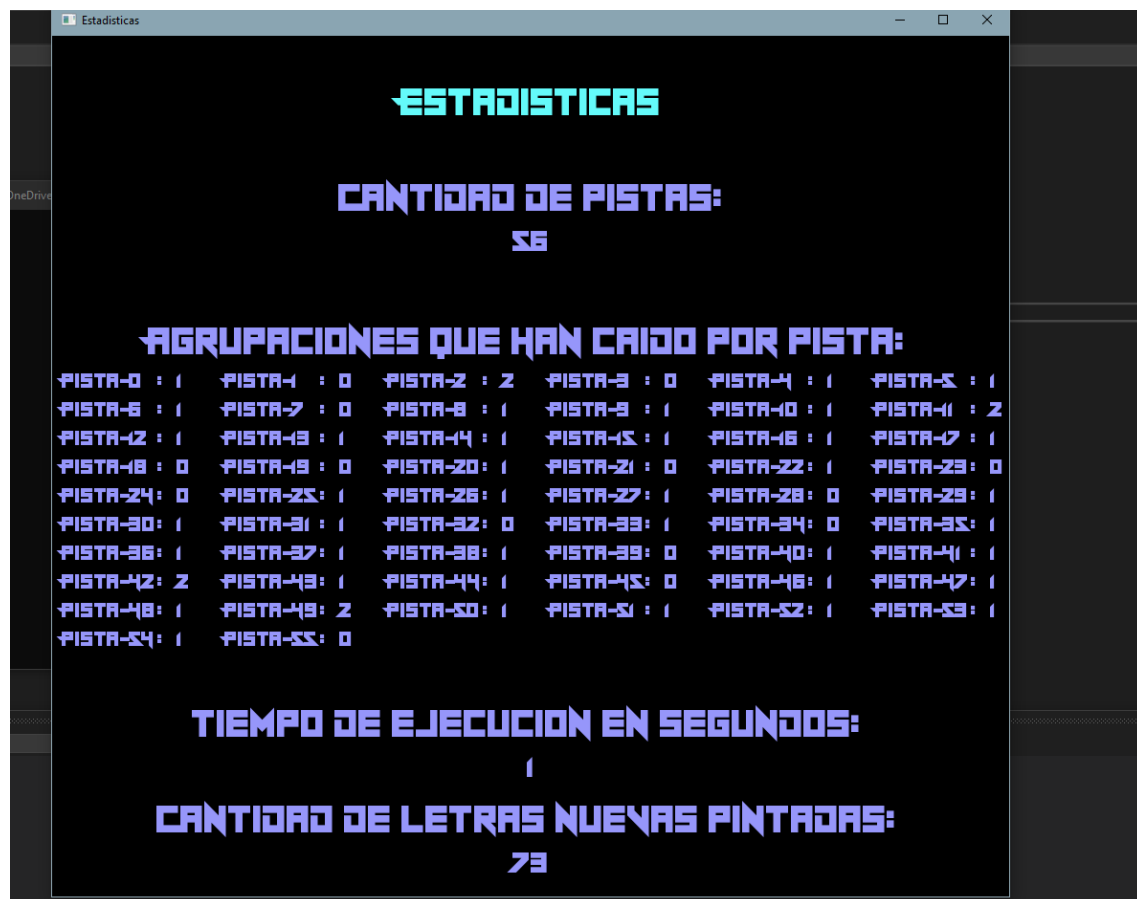 Estadisticas
OneDrive
ESTADISTICAS
CANTIDAD DE PISTAS:
56
AGRUPACIONES QUE HAN CAIDO POR PISTA:
PISTA-0 : 1 PISTA-1 : 0 PISTA-2 : 2 PISTA-3 : 0 PISTA-4 : 1 PISTA-5 : 1
PISTA-6 : 1 PISTA-7 : 0 PISTA-8 : 1 PISTA-9 : 1 PISTA-10 : 1 PISTA-11 : 2
PISTA-12 : 1 PISTA-13 : 1 PISTA-14 : 1 PISTA-15 : 1 PISTA-16 : 1 PISTA-17 : 1
PISTA-18 : 0 PISTA-19 : 0 PISTA-20: 1 PISTA-21 : 0 PISTA-22: 1 PISTA-23: 0
PISTA-24: 0 PISTA-25: 1 PISTA-26: 1 PISTA-27: 1 PISTA-28: 0 PISTA-29: 1
PISTA-30: 1 PISTA-31 : 1 PISTA-32: 0 PISTA-33: 1 PISTA-34: 0 PISTA-35: 1
PISTA-36: 1 PISTA-37: 1 PISTA-38: 1 PISTA-39: 0 PISTA-40: 1 PISTA-41 : 1
PISTA-42: 2 PISTA-43: 1 PISTA-44: 1 PISTA-45: 0 PISTA-46: 1 PISTA-47: 1
PISTA-48: 1 PISTA-49: 2 PISTA-50: 1 PISTA-51 : 1 PISTA-52: 1 PISTA-53: 1
PISTA-54: 1 PISTA-55: 0
TIEMPO DE EJECUCION EN SEGUNDOS:
1
CANTIDAD DE LETRAS NUEVAS PINTADAS:
73